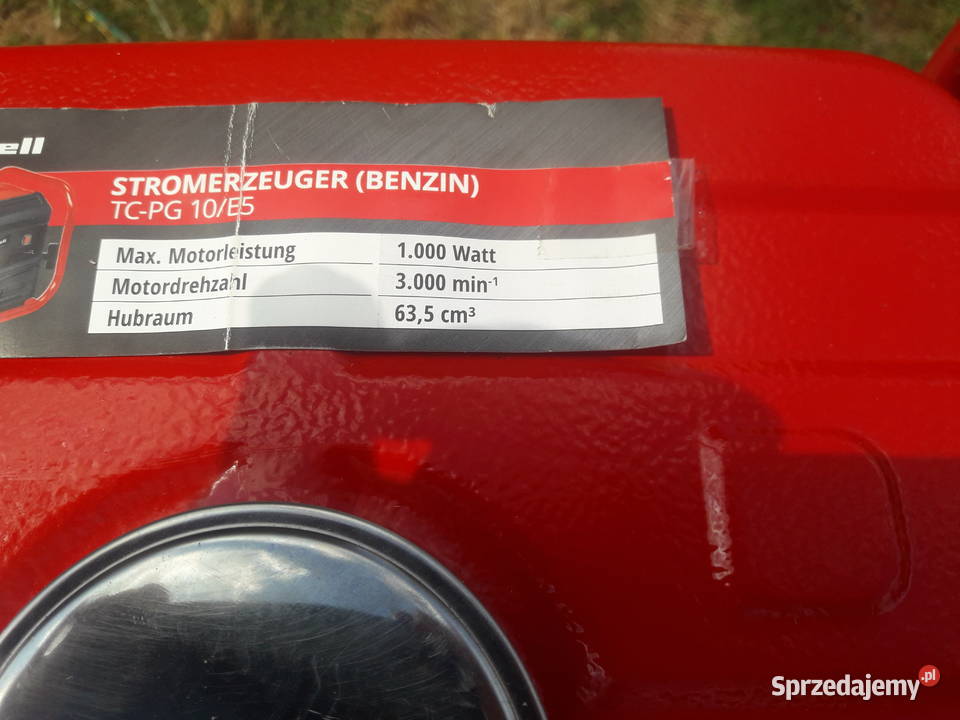 ell
STROMERZEUGER (BENZIN)
TC-PG 10/E5
Max. Motorleistung 1.000 Watt
Motordrehzahl 3.000 min-1
Hubraum 63,5 cm³
Sprzedajemy.pl